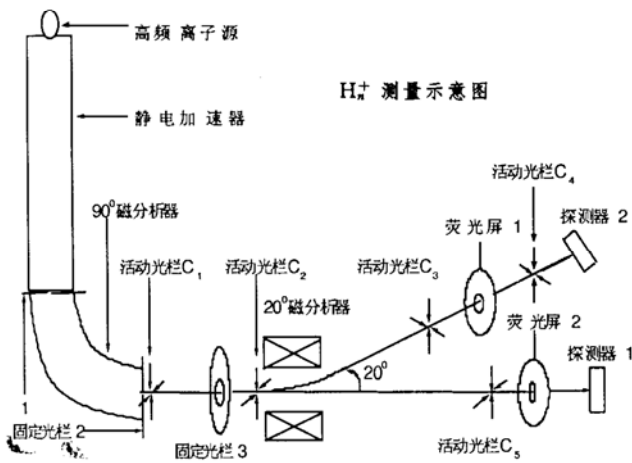 高频离子源
H_n^+ 测量示意图
静电加速器
活动光栏C₄
90⁰磁分析器
荧光屏 1
探测器 2
活动光栏C₁
活动光栏C₂
活动光栏C₃
20⁰磁分析器
荧光屏 2
探测器 1
20⁰
1
固定光栏2
固定光栏3
活动光栏C₅